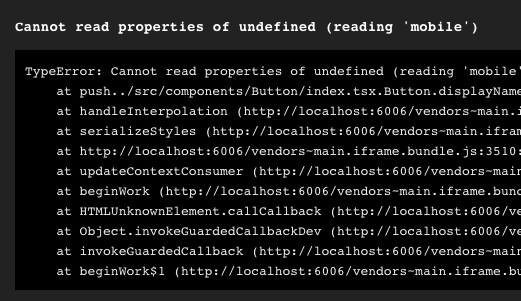 Cannot read properties of undefined (reading 'mobile')
TypeError: Cannot read properties of undefined (reading 'mobile'
at push../src/components/Button/index.tsx.Button.displayName
at handleInterpolation (http://localhost:6006/vendors~main.i
at serializeStyles (http://localhost:6006/vendors~main.ifram
at http://localhost:6006/vendors~main.iframe.bundle.js:3510:
at updateContextConsumer (http://localhost:6006/vendors~main
at beginWork (http://localhost:6006/vendors~main.iframe.bund
at HTMLUnknownElement.callCallback (http://localhost:6006/ve
at Object.invokeGuardedCallbackDev (http://localhost:6006/ve
at invokeGuardedCallback (http://localhost:6006/vendors~main
at beginWork$1 (http://localhost:6006/vendors~main.iframe.bu